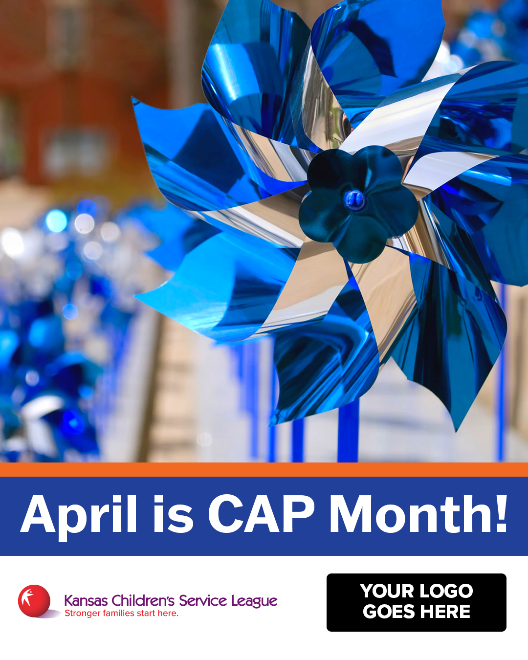 April is CAP Month!
Kansas Children's Service League
Stronger families start here.
YOUR LOGO
GOES HERE